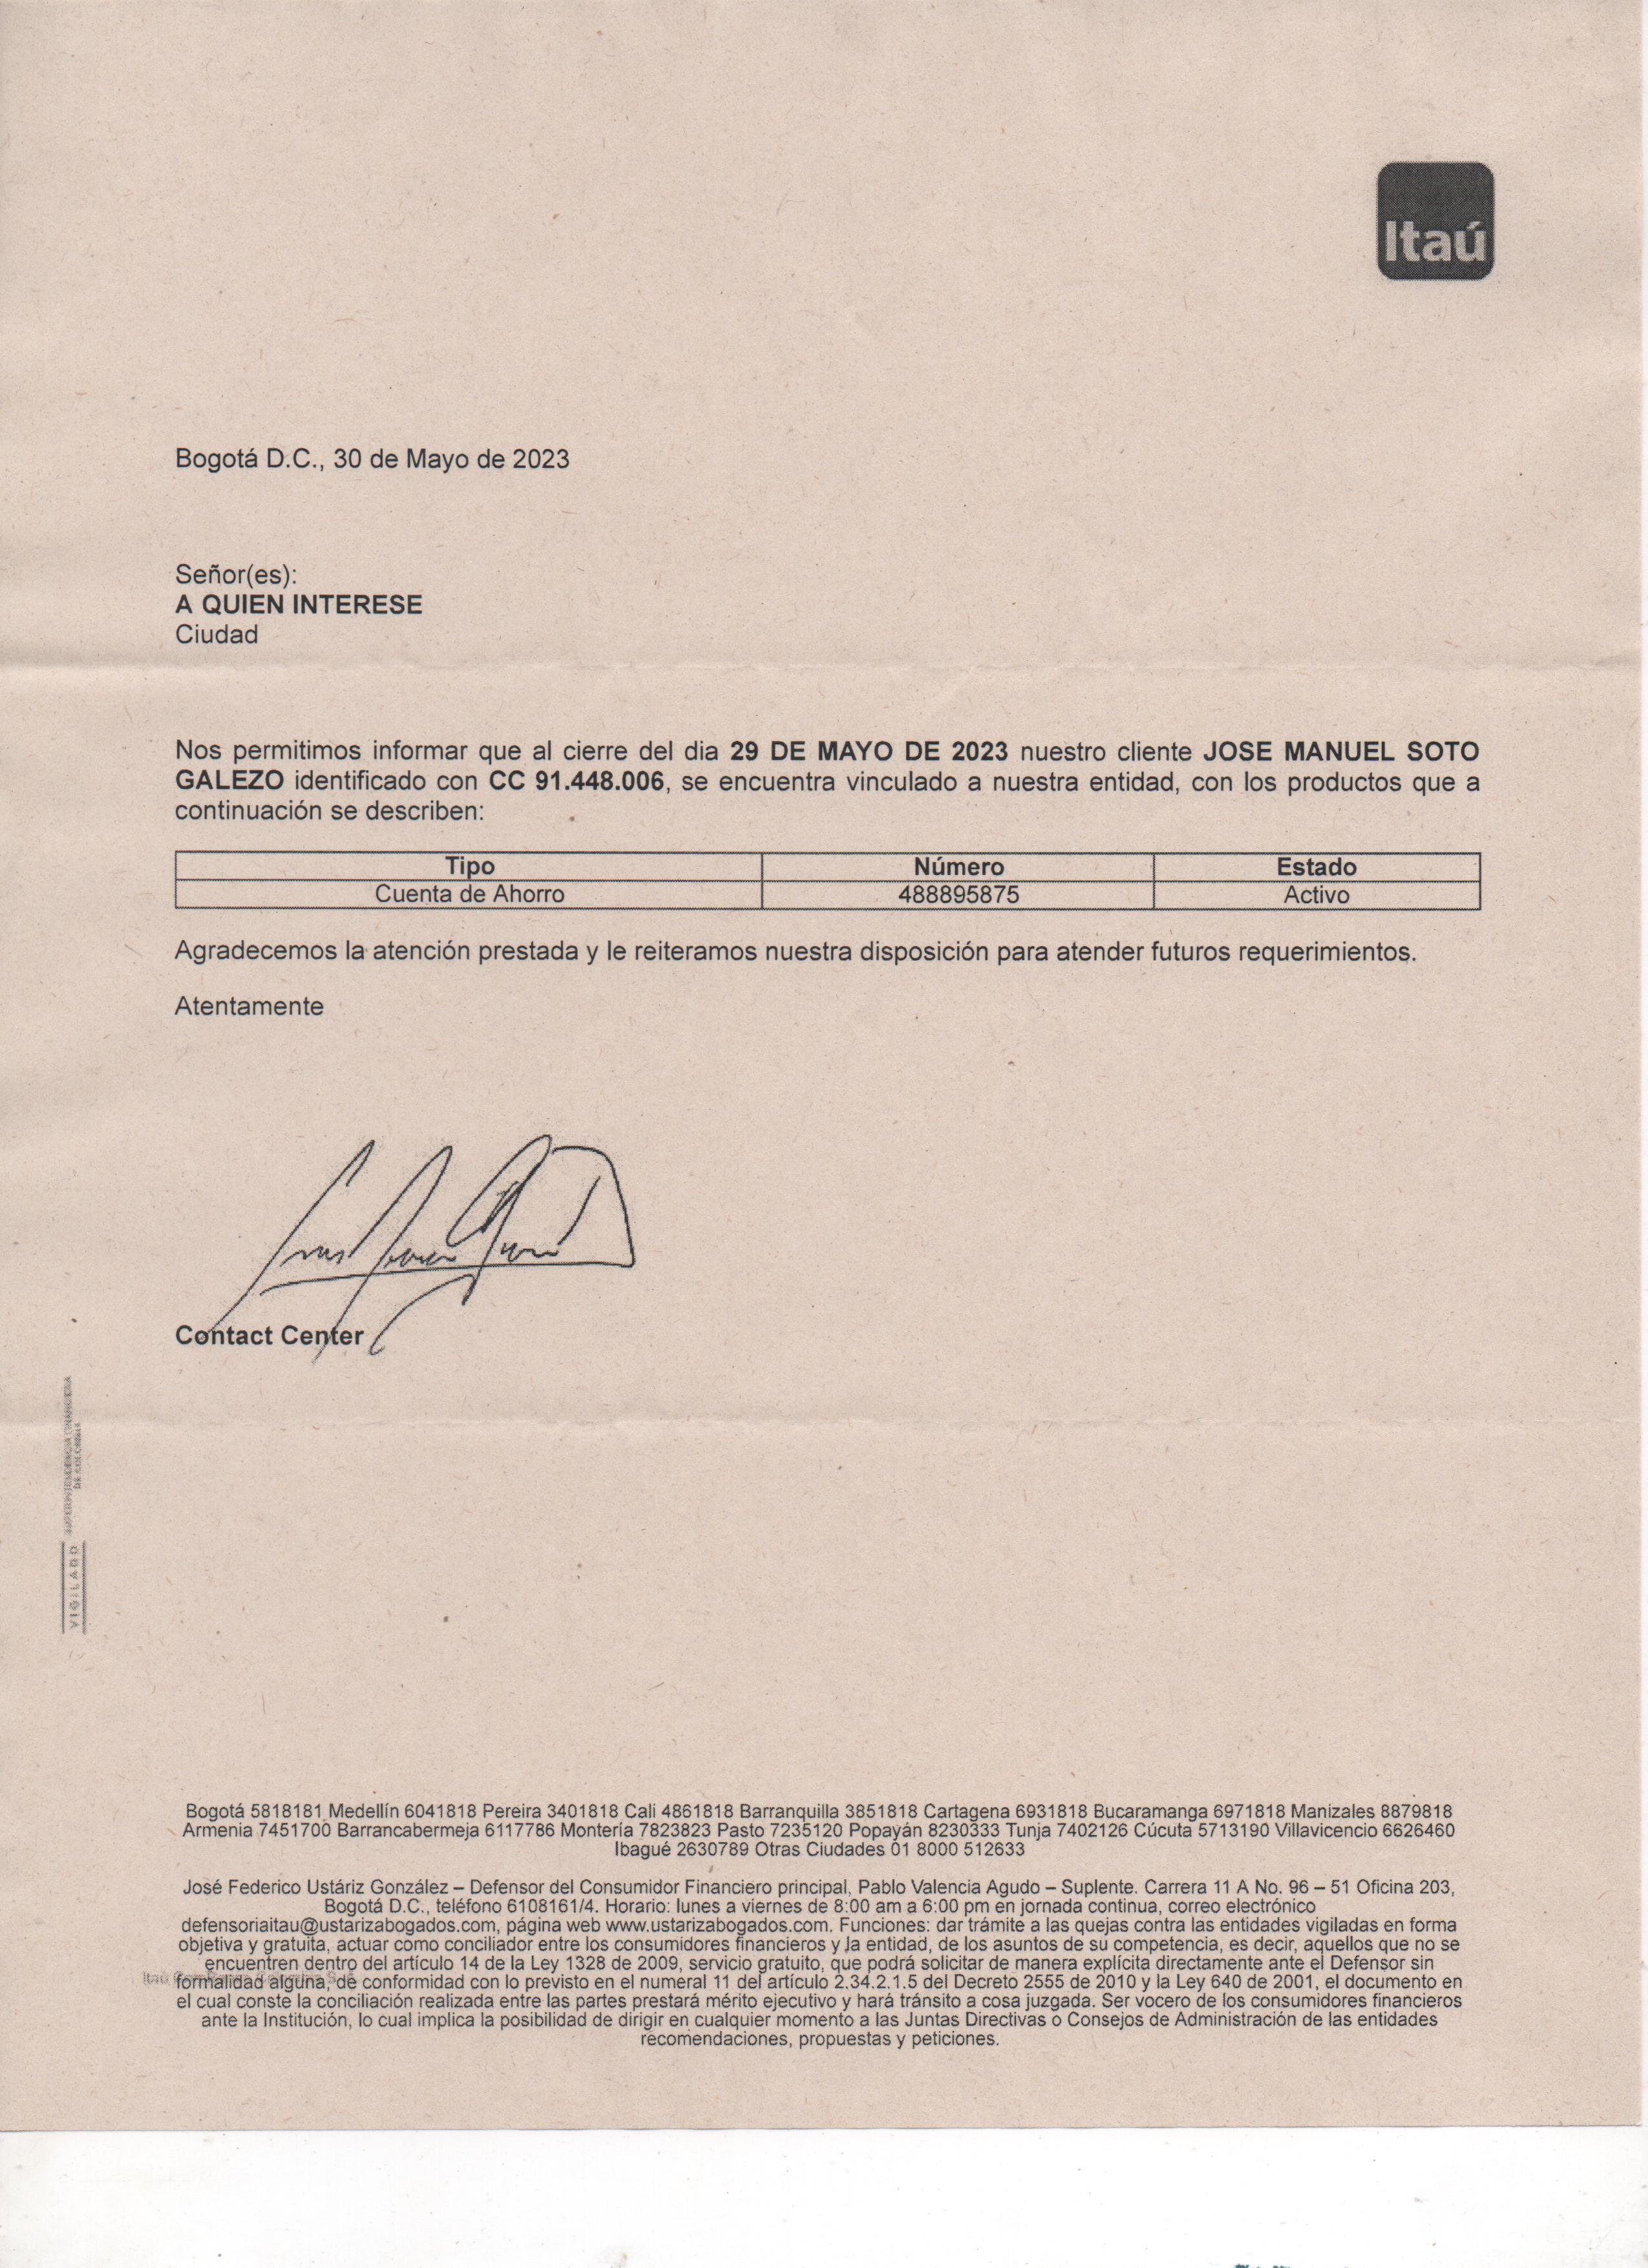 Itaú
Bogotá D.C., 30 de Mayo de 2023
Señor(es):
A QUIEN INTERESE
Ciudad
Nos permitimos informar que al cierre del dia 29 DE MAYO DE 2023 nuestro cliente JOSE MANUEL SOTO
GALEZO identificado con CC 91.448.006, se encuentra vinculado a nuestra entidad, con los productos que a
continuación se describen:
Tipo Número Estado
Cuenta de Ahorro 488895875 Activo
Agradecemos la atención prestada y le reiteramos nuestra disposición para atender futuros requerimientos.
Atentamente
Contact Center
VIGILADO SUPERINTENDENCIA FINANCIERA
DE COLOMBIA
Bogotá 5818181 Medellín 6041818 Pereira 3401818 Cali 4861818 Barranquilla 3851818 Cartagena 6931818 Bucaramanga 6971818 Manizales 8879818
Armenia 7451700 Barrancabermeja 6117786 Montería 7823823 Pasto 7235120 Popayán 8230333 Tunja 7402126 Cúcuta 5713190 Villavicencio 6626460
Ibagué 2630789 Otras Ciudades 01 8000 512633
José Federico Ustáriz González – Defensor del Consumidor Financiero principal, Pablo Valencia Agudo – Suplente. Carrera 11 A No. 96 – 51 Oficina 203,
Bogotá D.C., teléfono 6108161/4. Horario: lunes a viernes de 8:00 am a 6:00 pm en jornada continua, correo electrónico
defensoriaitau@ustarizabogados.com, página web www.ustarizabogados.com. Funciones: dar trámite a las quejas contra las entidades vigiladas en forma
objetiva y gratuita, actuar como conciliador entre los consumidores financieros y la entidad, de los asuntos de su competencia, es decir, aquellos que no se
encuentren dentro del artículo 14 de la Ley 1328 de 2009, servicio gratuito, que podrá solicitar de manera explícita directamente ante el Defensor sin
formalidad alguna, de conformidad con lo previsto en el numeral 11 del artículo 2.34.2.1.5 del Decreto 2555 de 2010 y la Ley 640 de 2001, el documento en
el cual conste la conciliación realizada entre las partes prestará mérito ejecutivo y hará tránsito a cosa juzgada. Ser vocero de los consumidores financieros
ante la Institución, lo cual implica la posibilidad de dirigir en cualquier momento a las Juntas Directivas o Consejos de Administración de las entidades
recomendaciones, propuestas y peticiones.